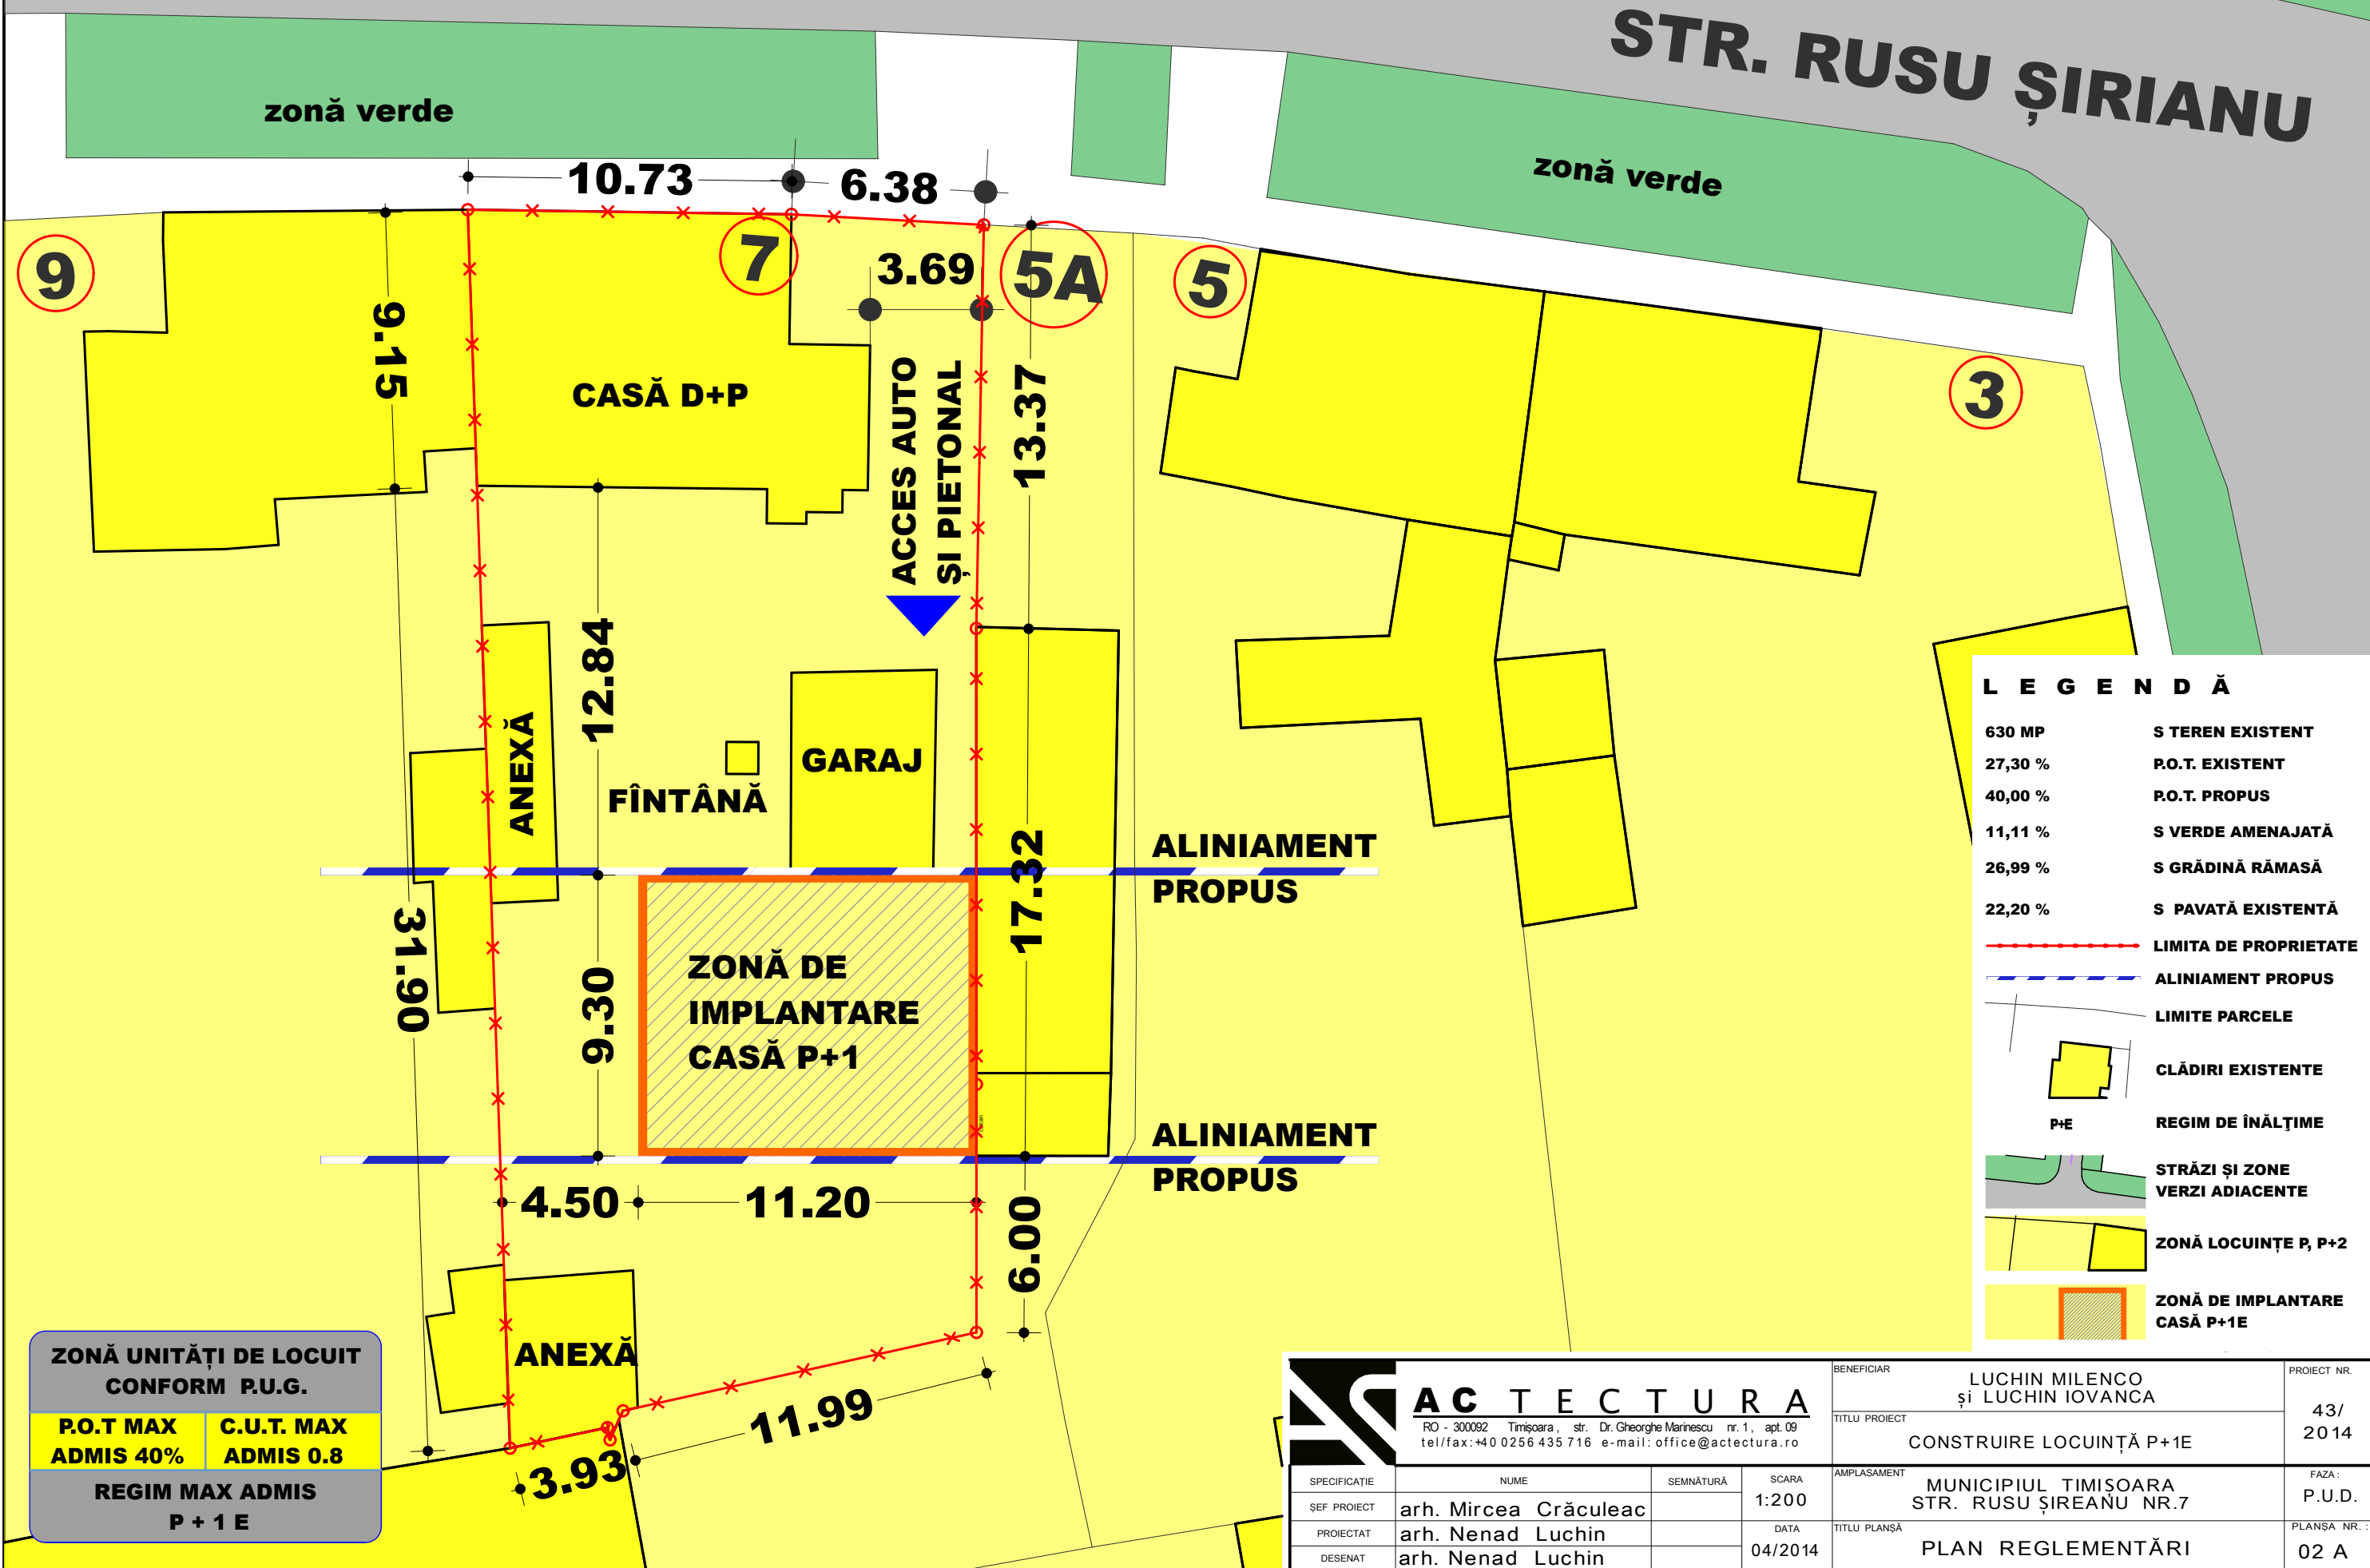 STR. RUSU ȘIRIANU
zonă verde
zonă verde
10.73
6.38
9
7
3.69
5A
5
3
9.15
CASĂ D+P
ACCES AUTO
ȘI PIETONAL
13.37
12.84
ANEXĂ
FÎNTÂNĂ
GARAJ
17.32
ALINIAMENT
PROPUS
31.90
9.30
ZONĂ DE
IMPLANTARE
CASĂ P+1
ALINIAMENT
PROPUS
4.50
11.20
6.00
ANEXĂ
11.99
3.93
LEGENDĂ
630 MP S TEREN EXISTENT
27,30 % P.O.T. EXISTENT
40,00 % P.O.T. PROPUS
11,11 % S VERDE AMENAJATĂ
26,99 % S GRĂDINĂ RĂMASĂ
22,20 % S PAVATĂ EXISTENTĂ
LIMITA DE PROPRIETATE
ALINIAMENT PROPUS
LIMITE PARCELE
CLĂDIRI EXISTENTE
P+E REGIM DE ÎNĂLŢIME
STRĂZI ȘI ZONE
VERZI ADIACENTE
ZONĂ LOCUINȚE P, P+2
ZONĂ DE IMPLANTARE
CASĂ P+1E
ZONĂ UNITĂȚI DE LOCUIT
CONFORM P.U.G.
P.O.T MAX
ADMIS 40%
C.U.T. MAX
ADMIS 0.8
REGIM MAX ADMIS
P + 1 E
AC TECTURA
RO - 300092 Timişoara, str. Dr. Gheorghe Marinescu nr. 1, apt. 09
tel/fax: +40 0256 435 716 e-mail: office@actectura.ro
BENEFICIAR
LUCHIN MILENCO
și LUCHIN IOVANCA
PROIECT NR.
43/
2014
TITLU PROIECT
CONSTRUIRE LOCUINȚĂ P+1E
SPECIFICAȚIE NUME SEMNĂTURĂ
SCARA
1:200
AMPLASAMENT
MUNICIPIUL TIMIȘOARA
STR. RUSU ȘIREANU NR.7
FAZA :
P.U.D.
ȘEF PROIECT arh. Mircea Crăculeac
PROIECTAT arh. Nenad Luchin
DESENAT arh. Nenad Luchin
DATA
04/2014
TITLU PLANȘĂ
PLAN REGLEMENTĂRI
PLANȘA NR. :
02 A